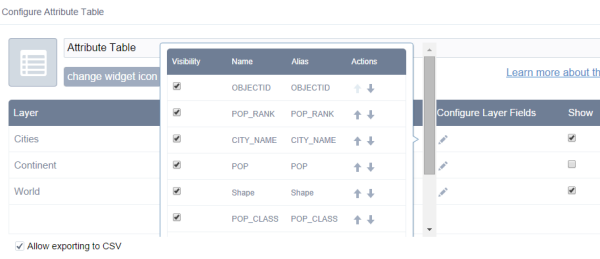 Configure Attribute Table
Attribute Table
change widget icon
Learn more about th
Visibility Name Alias Actions
OBJECTID OBJECTID
POP_RANK POP_RANK
CITY_NAME CITY_NAME
POP POP
Shape Shape
POP_CLASS POP_CLASS
Layer Configure Layer Fields Show
Cities
Continent
World
Allow exporting to CSV